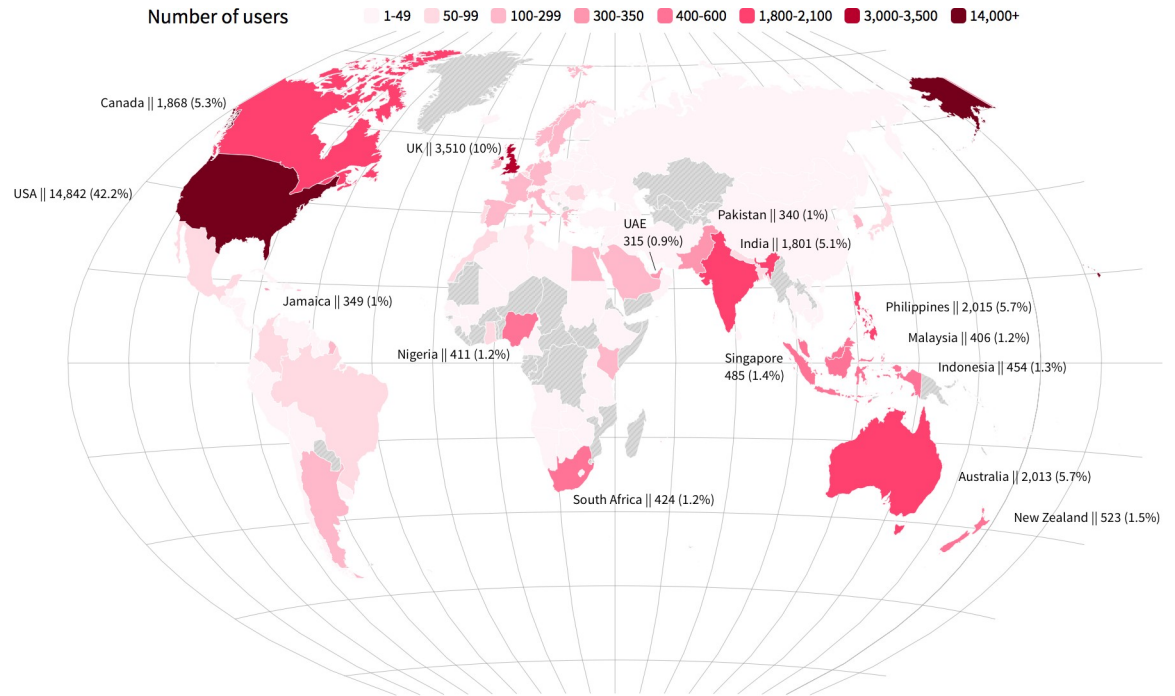 Number of users 1-49 50-99 100-299 300-350 400-600 1,800-2,100 3,000-3,500 14,000+
Canada || 1,868 (5.3%)
UK || 3,510 (10%)
USA || 14,842 (42.2%)
UAE
315 (0.9%)
Pakistan || 340 (1%)
India || 1,801 (5.1%)
Jamaica || 349 (1%)
Philippines || 2,015 (5.7%)
Malaysia || 406 (1.2%)
Nigeria || 411 (1.2%)
Singapore
485 (1.4%)
Indonesia || 454 (1.3%)
Australia || 2,013 (5.7%)
South Africa || 424 (1.2%)
New Zealand || 523 (1.5%)